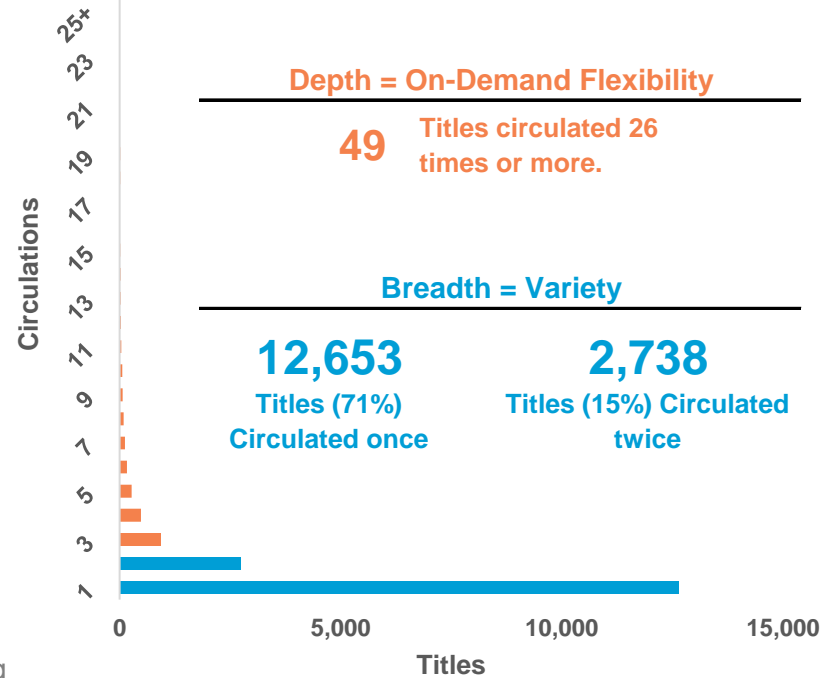 25+
23
21
19
17
15
13
11
9
7
5
3
1
Circulations
Depth = On-Demand Flexibility
49
Titles circulated 26
times or more.
Breadth = Variety
12,653
Titles (71%)
Circulated once
2,738
Titles (15%) Circulated
twice
0 5,000 10,000 15,000
Titles